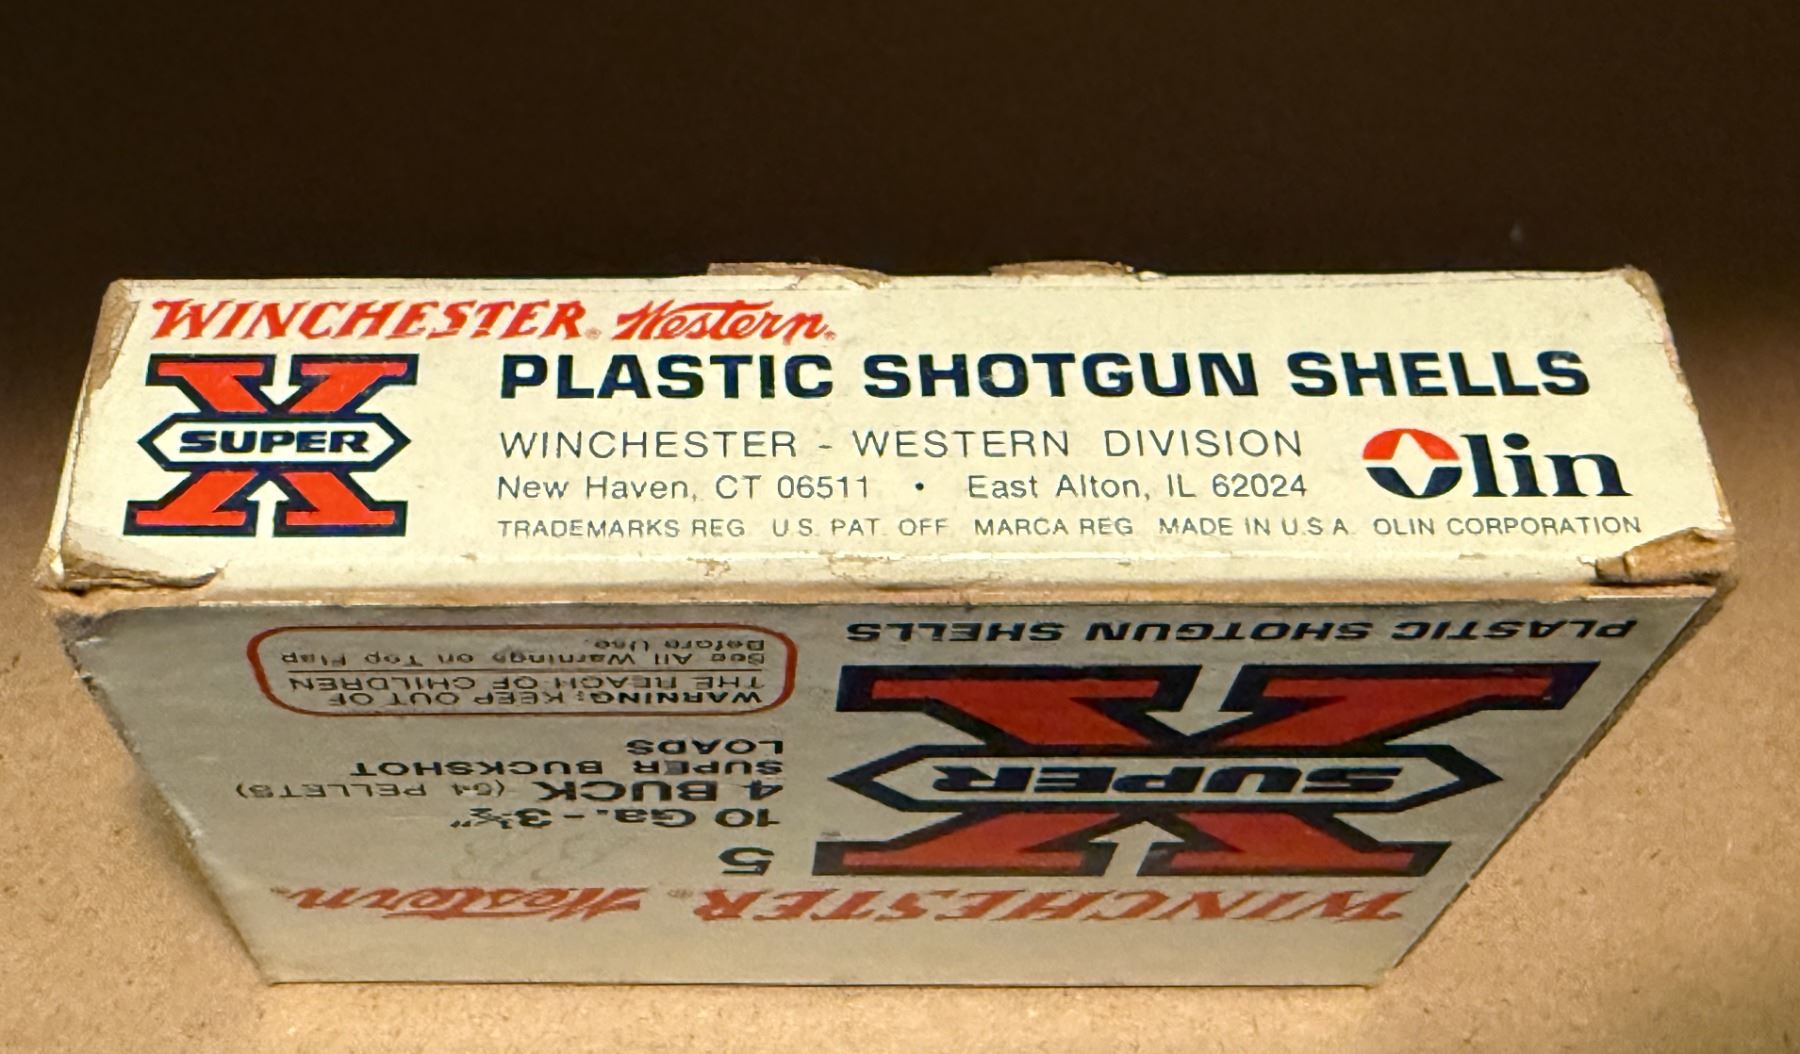 WINCHESTER® Western®
SUPER X
PLASTIC SHOTGUN SHELLS
WINCHESTER - WESTERN DIVISION
New Haven, CT 06511 • East Alton, IL 62024
Olin
TRADEMARKS REG U.S. PAT. OFF MARCA REG MADE IN U.S.A. OLIN CORPORATION
WINCHESTER® Western®
SUPER X
PLASTIC SHOTGUN SHELLS
5
10 Ga.-3½"
4 BUCK (54 PELLETS)
SUPER BUCKSHOT
LOADS
WARNING: KEEP OUT OF
THE REACH OF CHILDREN
See All Warnings on Top Flap
Before Use.